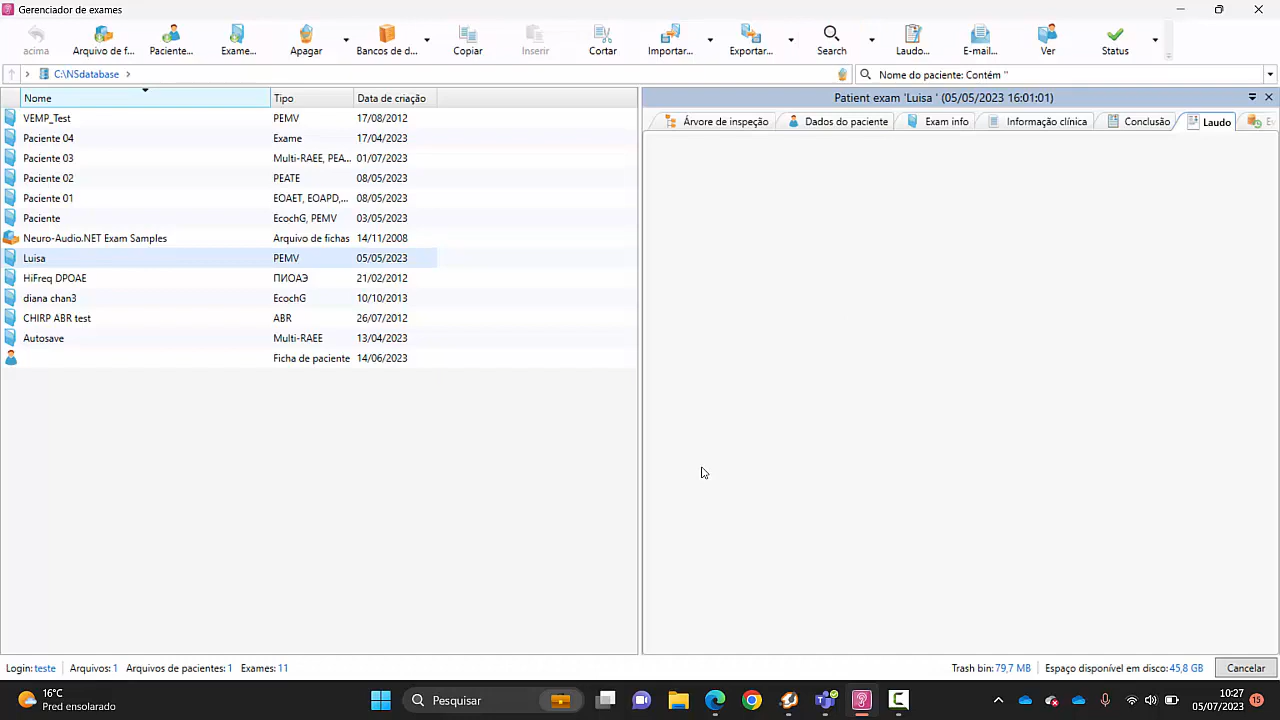 Gerenciador de exames
acima Arquivo de f... Paciente... Exame... Apagar Bancos de d... Copiar Inserir Cortar Importar... Exportar... Search Laudo... E-mail... Ver Status
C:\NSdatabase
Nome do paciente: Contém "
Nome Tipo Data de criação
VEMP_Test PEMV 17/08/2012
Paciente 04 Exame 17/04/2023
Paciente 03 Multi-RAEE, PEA... 01/07/2023
Paciente 02 PEATE 08/05/2023
Paciente 01 EOAET, EOAPD,... 08/05/2023
Paciente EcochG, PEMV 03/05/2023
Neuro-Audio.NET Exam Samples Arquivo de fichas 14/11/2008
Luisa PEMV 05/05/2023
HiFreq DPOAE ПИОАЭ 21/02/2012
diana chan3 EcochG 10/10/2013
CHIRP ABR test ABR 26/07/2012
Autosave Multi-RAEE 13/04/2023
Ficha de paciente 14/06/2023
Patient exam 'Luisa ' (05/05/2023 16:01:01)
Árvore de inspeção Dados do paciente Exam info Informação clínica Conclusão Laudo
Login: teste Arquivos: 1 Arquivos de pacientes: 1 Exames: 11
Trash bin: 79,7 MB Espaço disponível em disco: 45,8 GB Cancelar
16°C
Pred ensolarado
Pesquisar
10:27
05/07/2023
15